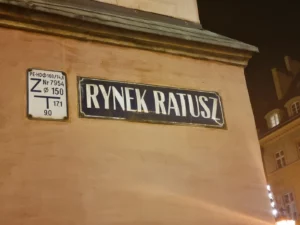 Nr 7954
Z Ø 150
T 171
90
RYNEK RATUSZ